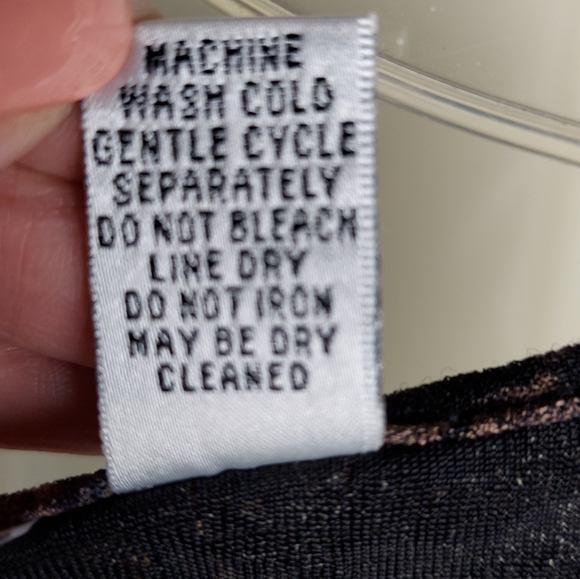 MACHINE
WASH COLD
GENTLE CYCLE
SEPARATELY
DO NOT BLEACH
LINE DRY
DO NOT IRON
MAY BE DRY
CLEANED